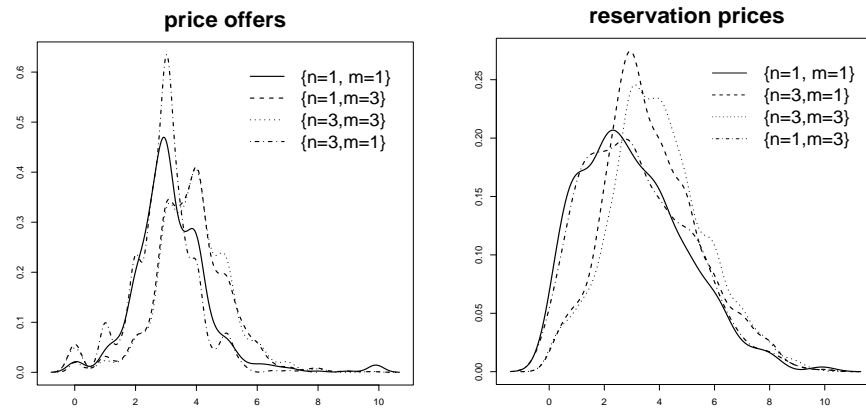 price offers
{n=1, m=1}
{n=1,m=3}
{n=3,m=3}
{n=3,m=1}
0.0
0.1
0.2
0.3
0.4
0.5
0.6
0 2 4 6 8 10
reservation prices
{n=1, m=1}
{n=3,m=1}
{n=3,m=3}
{n=1,m=3}
0.00
0.05
0.10
0.15
0.20
0.25
0 2 4 6 8 10